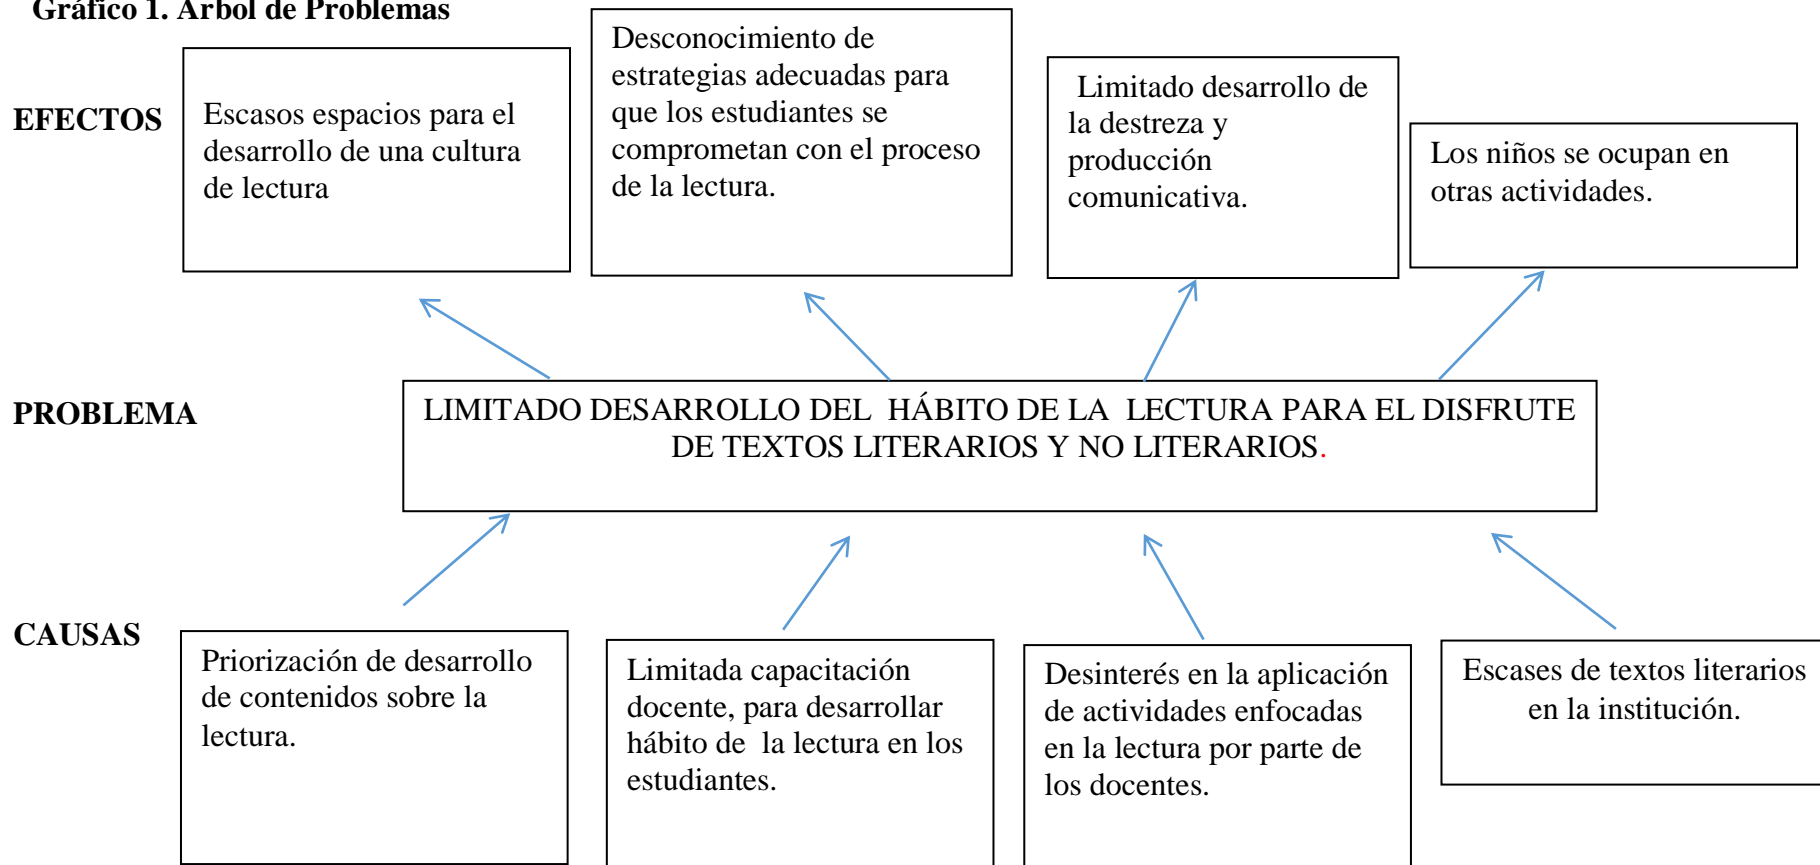 Gráfico 1. Árbol de Problemas
EFECTOS
Escasos espacios para el
desarrollo de una cultura
de lectura
Desconocimiento de
estrategias adecuadas para
que los estudiantes se
comprometan con el proceso
de la lectura.
Limitado desarrollo de
la destreza y
producción
comunicativa.
Los niños se ocupan en
otras actividades.
PROBLEMA
LIMITADO DESARROLLO DEL HÁBITO DE LA LECTURA PARA EL DISFRUTE
DE TEXTOS LITERARIOS Y NO LITERARIOS.
CAUSAS
Priorización de desarrollo
de contenidos sobre la
lectura.
Limitada capacitación
docente, para desarrollar
hábito de la lectura en los
estudiantes.
Desinterés en la aplicación
de actividades enfocadas
en la lectura por parte de
los docentes.
Escases de textos literarios
en la institución.